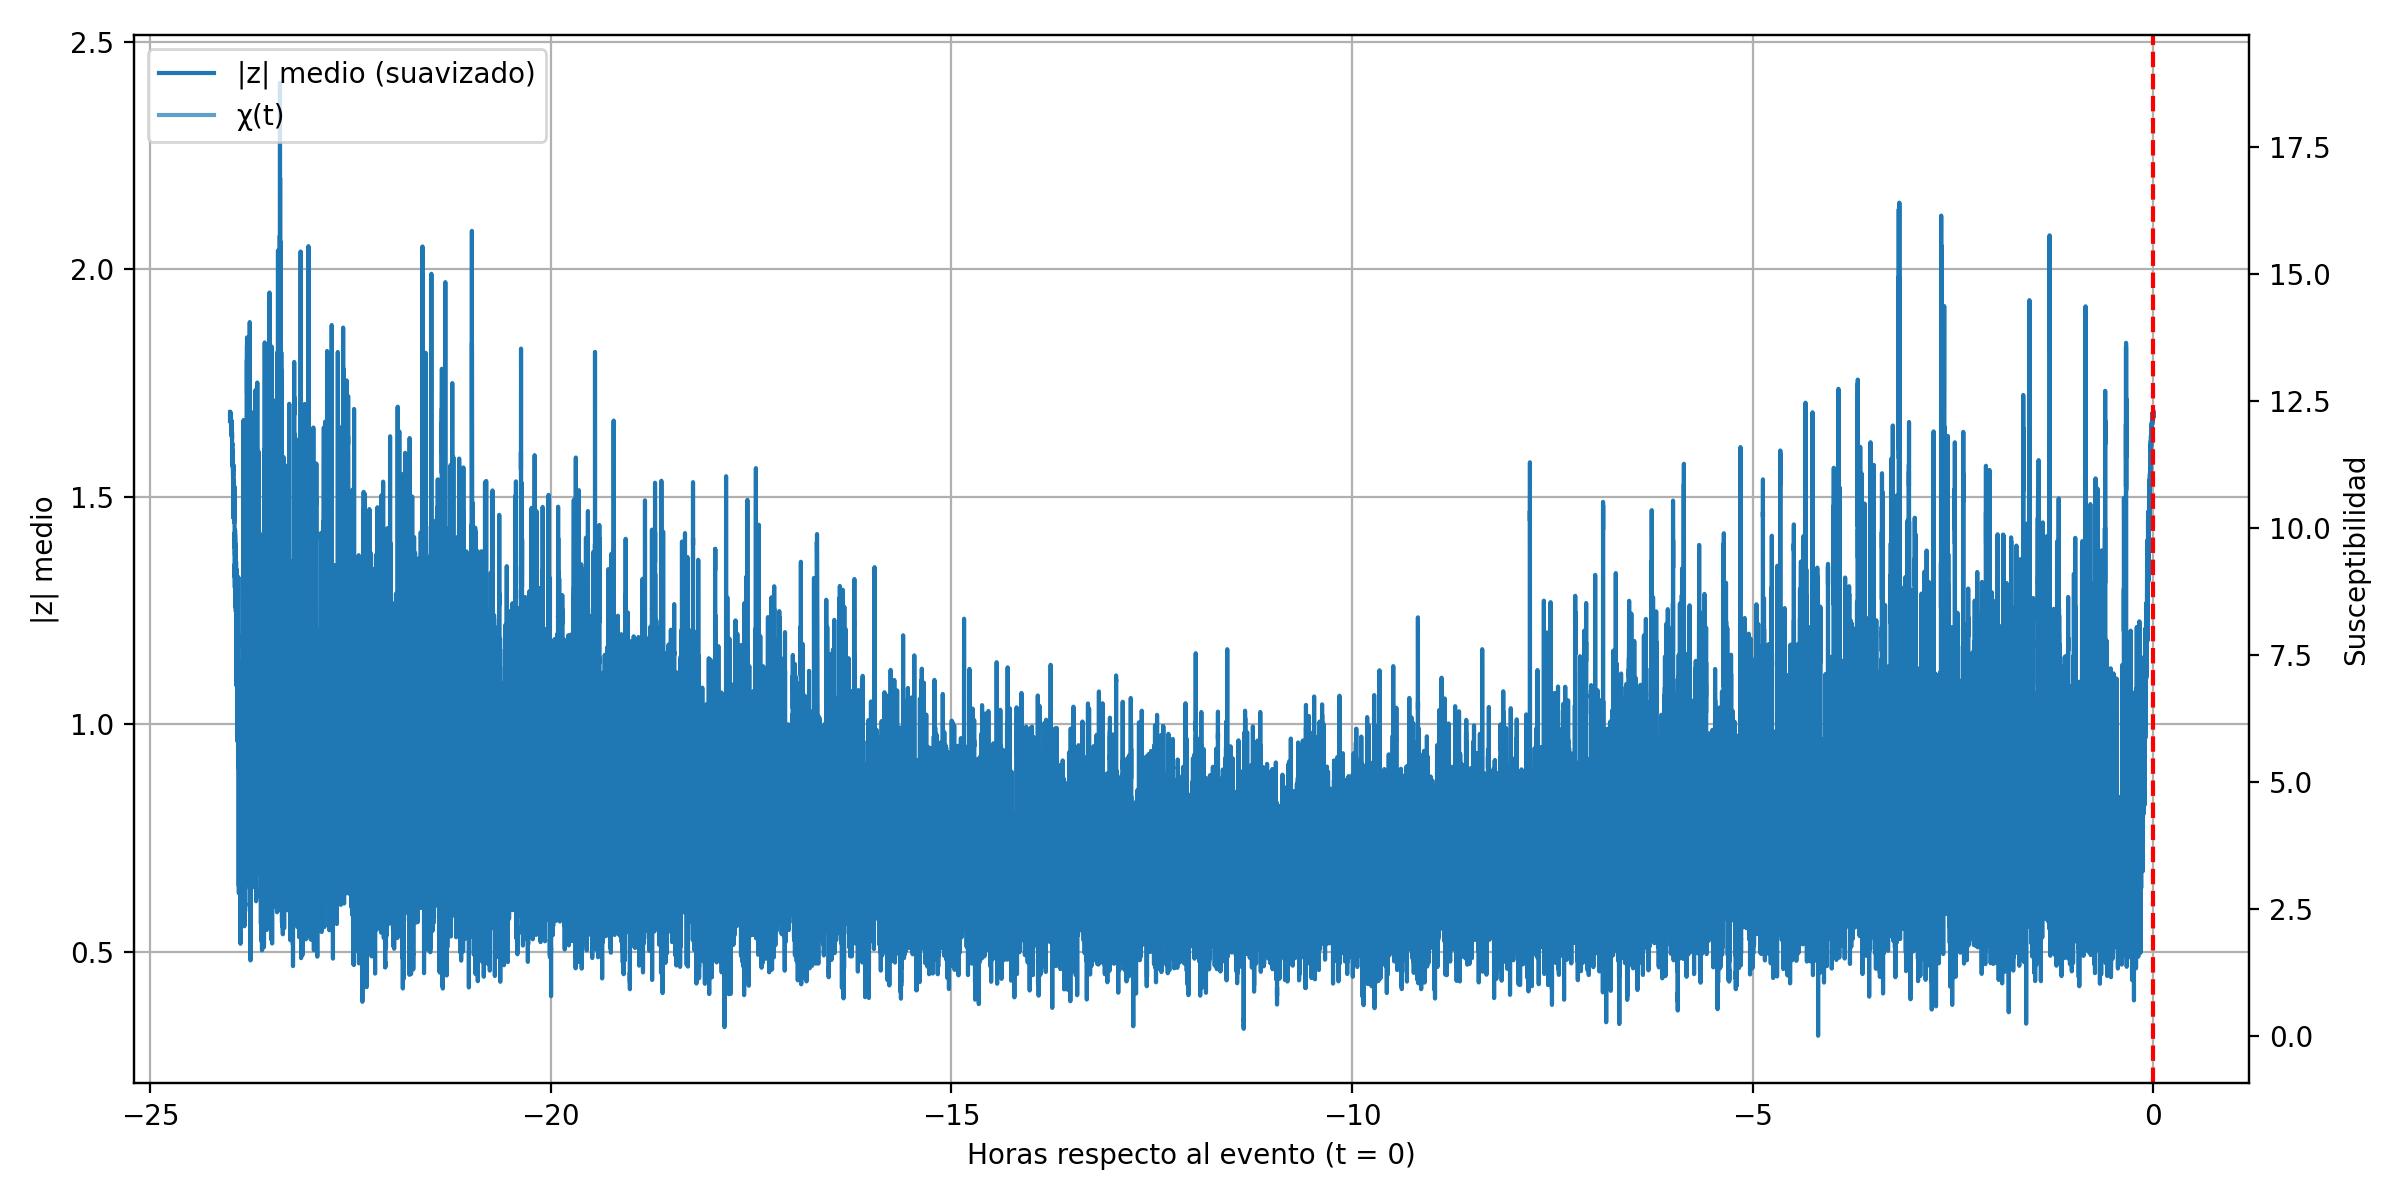 2.5
2.0
1.5
1.0
0.5
|z| medio
|z| medio (suavizado)
χ(t)
17.5
15.0
12.5
10.0
7.5
5.0
2.5
0.0
Susceptibilidad
−25 −20 −15 −10 −5 0
Horas respecto al evento (t = 0)